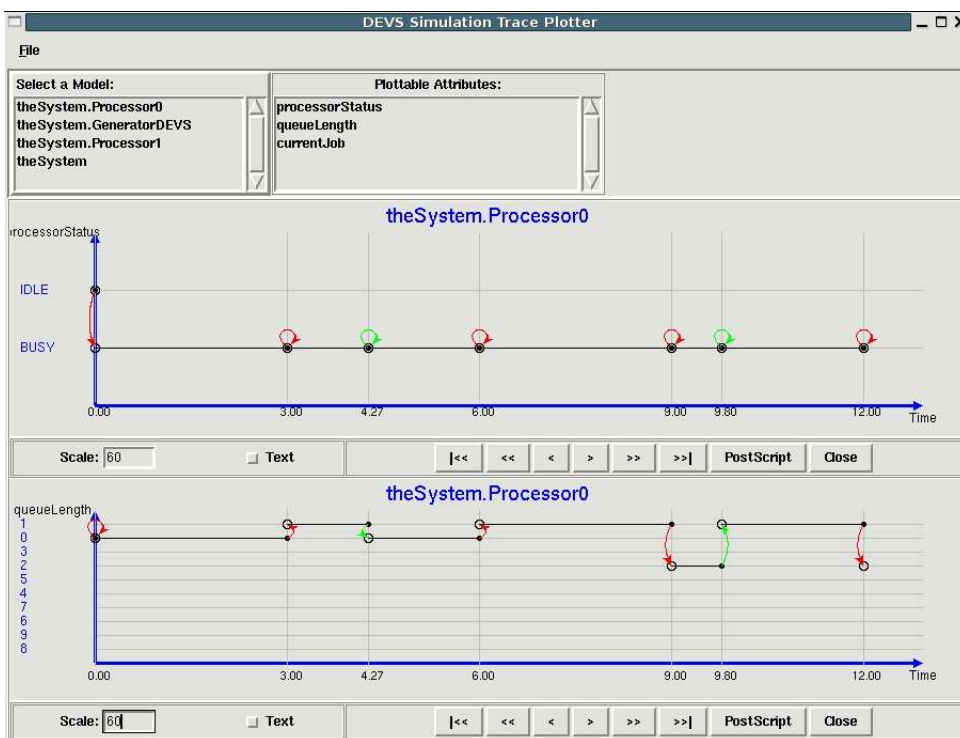 DEVS Simulation Trace Plotter
File
Select a Model:
theSystem.Processor0
theSystem.GeneratorDEVS
theSystem.Processor1
theSystem
Plottable Attributes:
processorStatus
queueLength
currentJob
theSystem.Processor0
rocessorStatus
IDLE
BUSY
0.00 3.00 4.27 6.00 9.00 9.80 12.00 Time
Scale: 60 Text |<< << < > >> >>| PostScript Close
theSystem.Processor0
queueLength
1
0
3
2
5
4
7
6
9
8
0.00 3.00 4.27 6.00 9.00 9.80 12.00 Time
Scale: 60 Text |<< << < > >> >>| PostScript Close